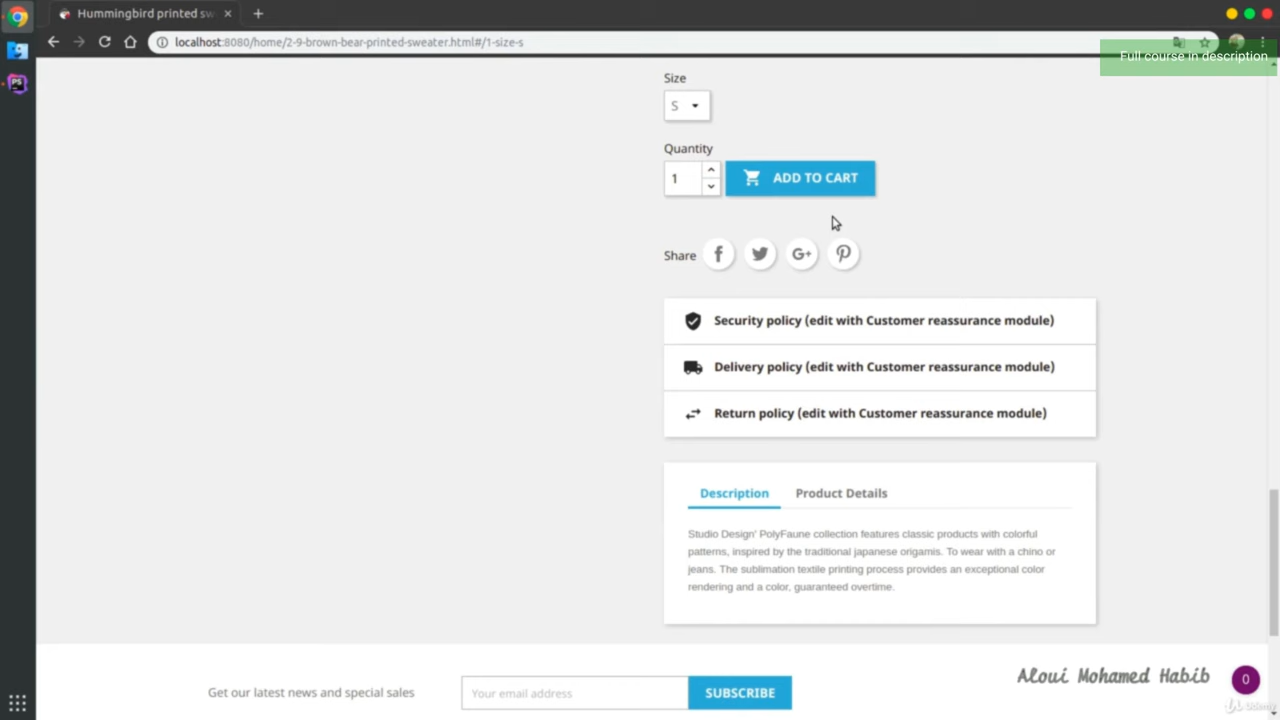 Hummingbird printed sw
localhost:8080/home/2-9-brown-bear-printed-sweater.html#/1-size-s
Full course in description
PS
Size
S
Quantity
1
ADD TO CART
Share
Security policy (edit with Customer reassurance module)
Delivery policy (edit with Customer reassurance module)
Return policy (edit with Customer reassurance module)
Description Product Details
Studio Design' PolyFaune collection features classic products with colorful
patterns, inspired by the traditional japanese origamis. To wear with a chino or
jeans. The sublimation textile printing process provides an exceptional color
rendering and a color, guaranteed overtime.
Get our latest news and special sales
Your email address
SUBSCRIBE
Aloui Mohamed Habib
0
Udemy